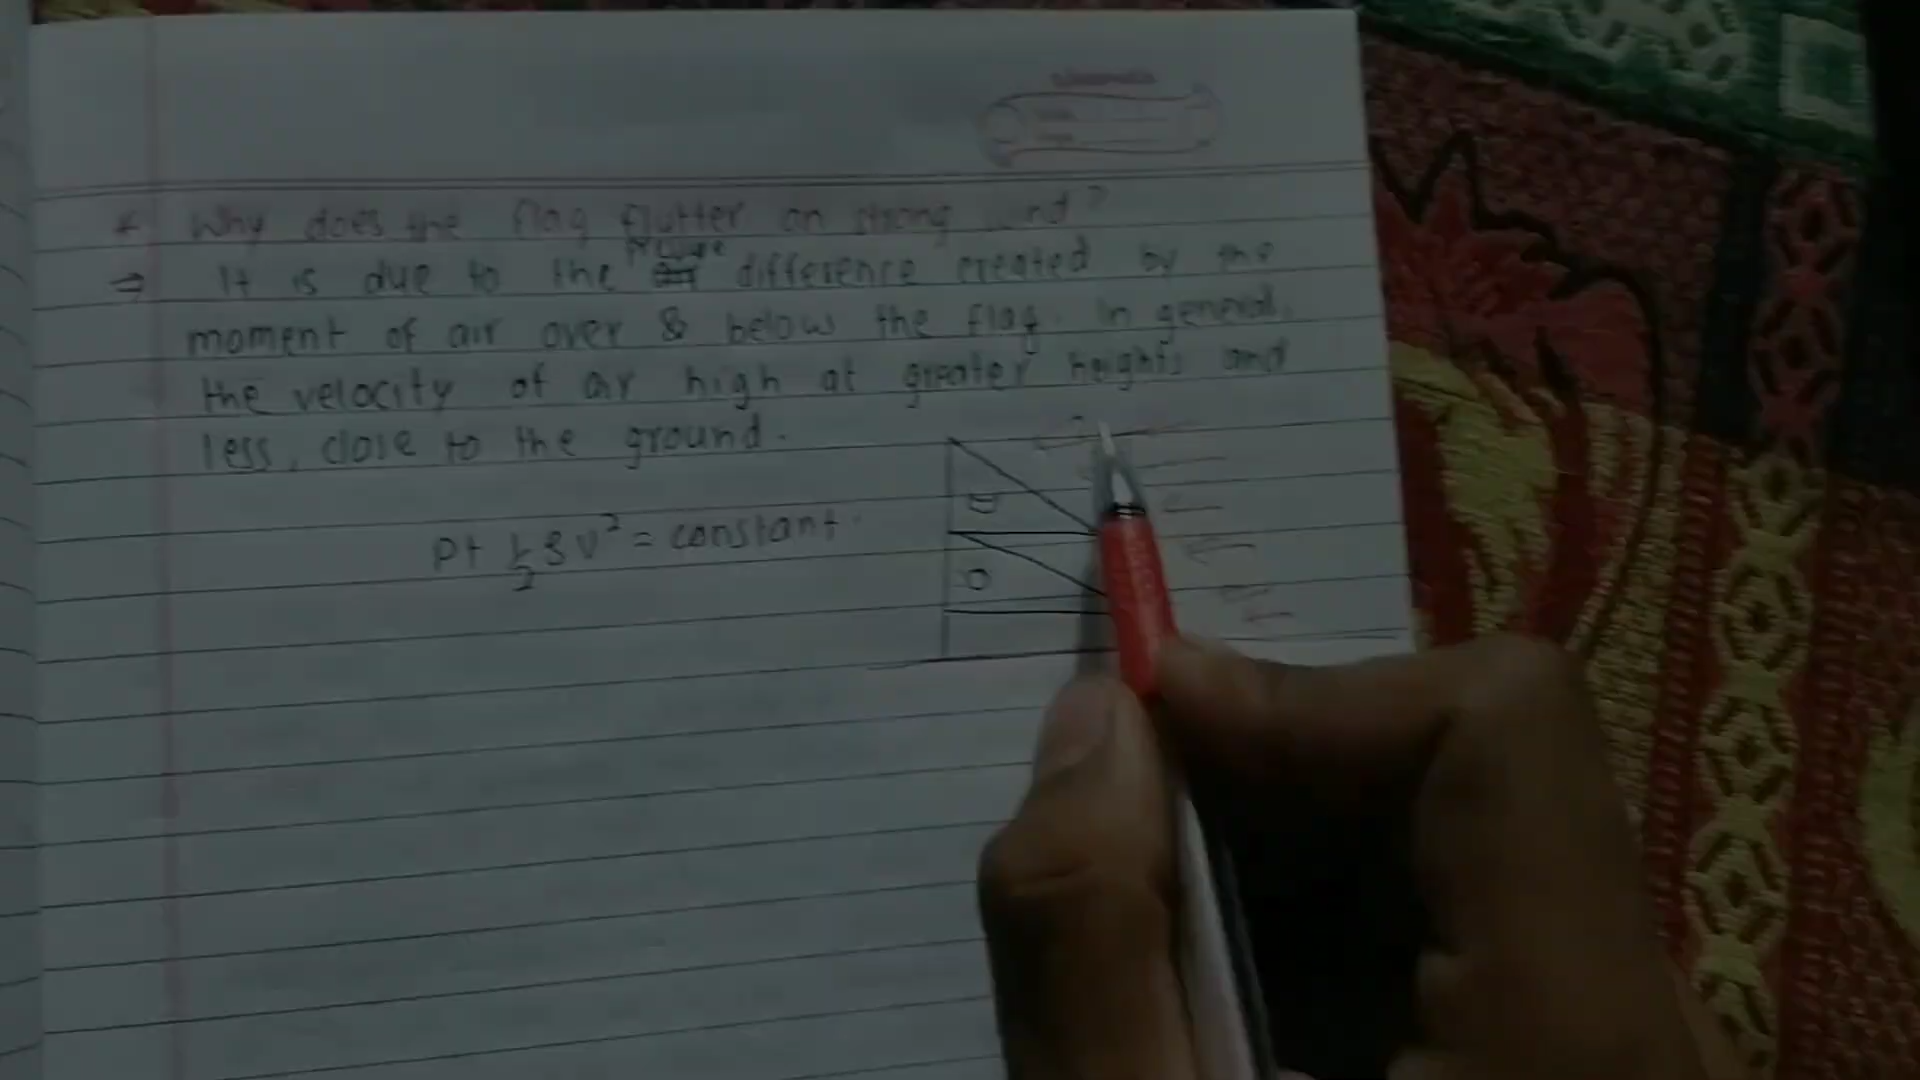 * Why does the flag flutter on strong wind?
⇒ It is due to the pressure difference created by the
moment of air over & below the flag. In general,
the velocity of air high at greater heights and
less, close to the ground.
P+ 1/2 ρv² = constant.